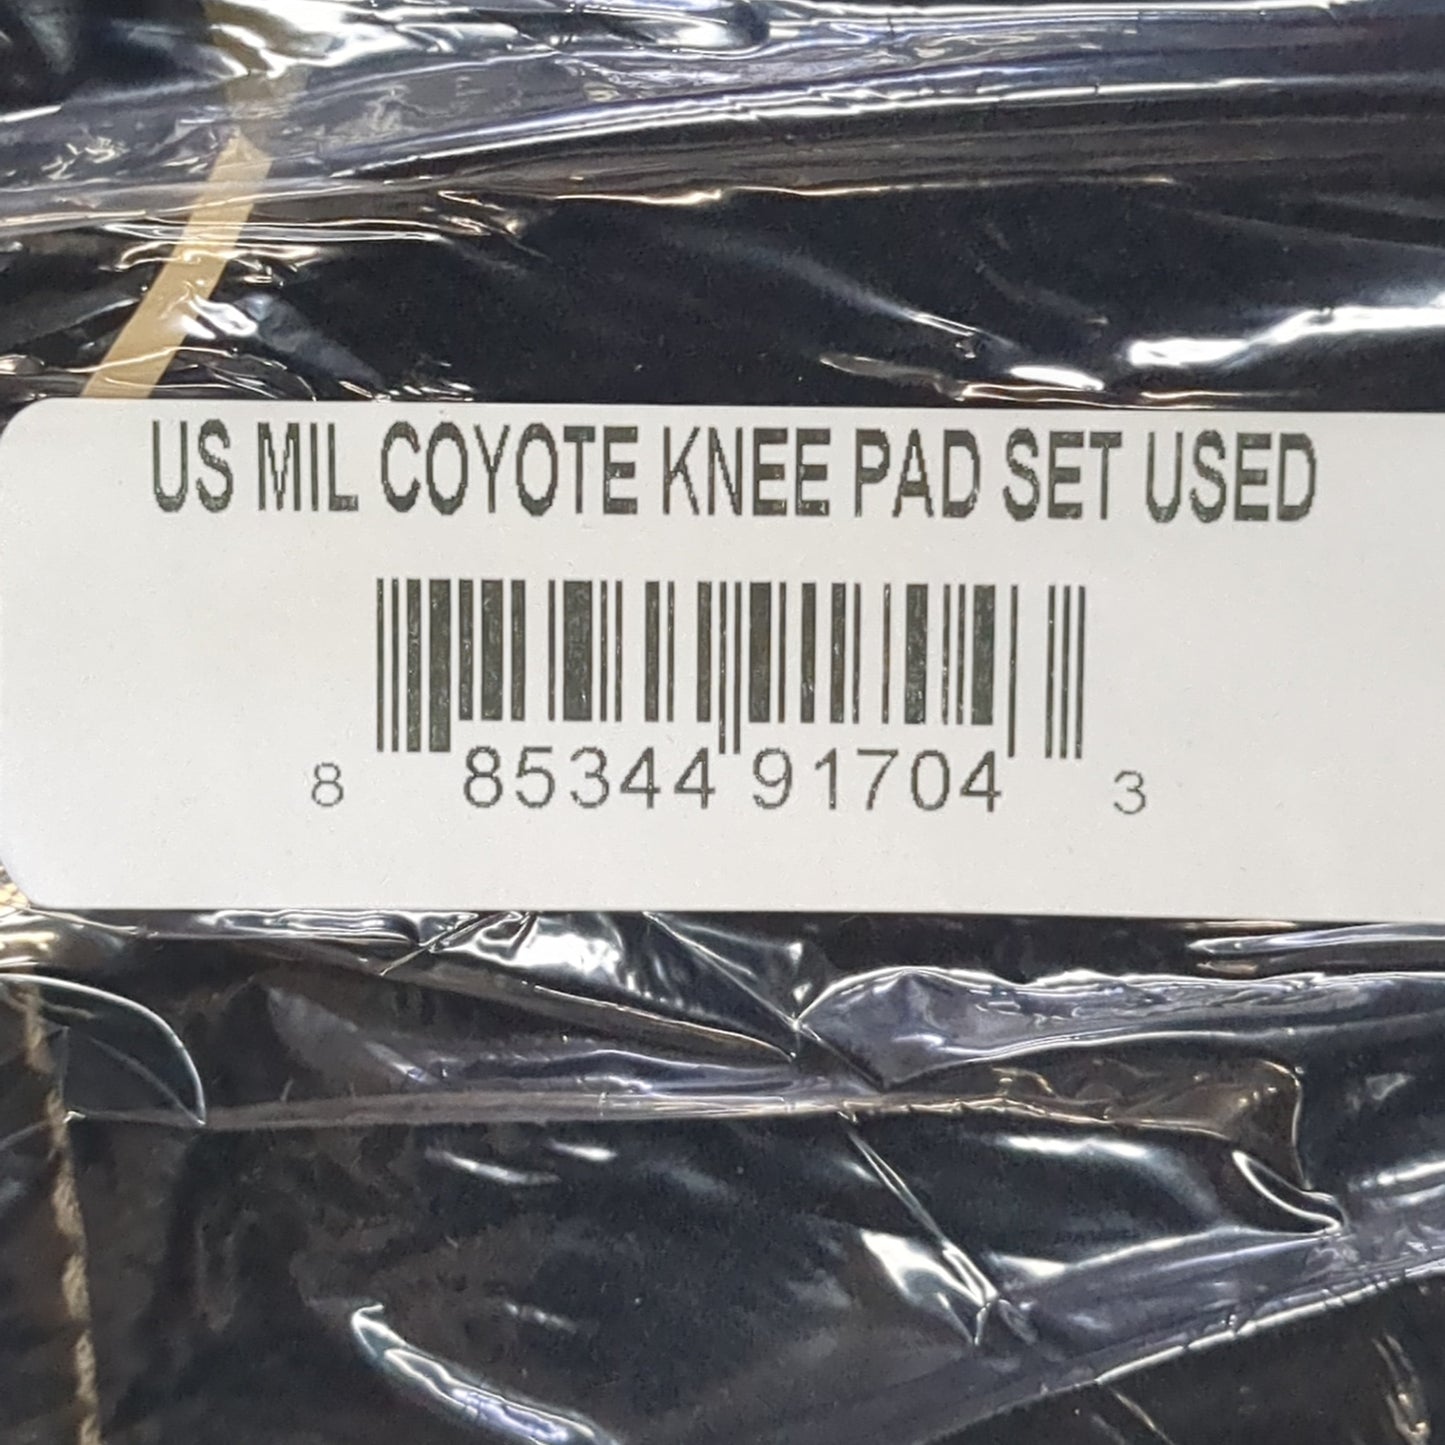 US MIL COYOTE KNEE PAD SET USED
8 85344 91704 3